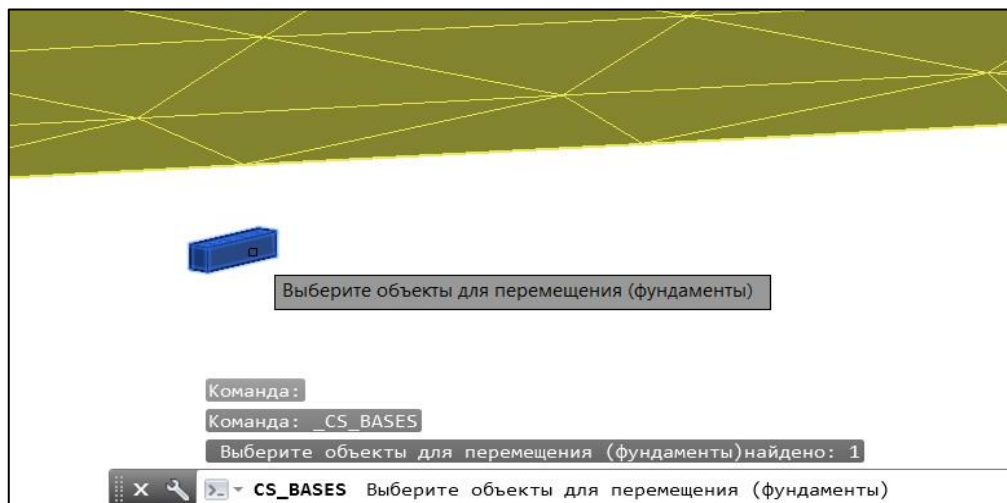 Выберите объекты для перемещения (фундаменты)
Команда:
Команда: _CS_BASES
Выберите объекты для перемещения (фундаменты)найдено: 1
CS_BASES Выберите объекты для перемещения (фундаменты)